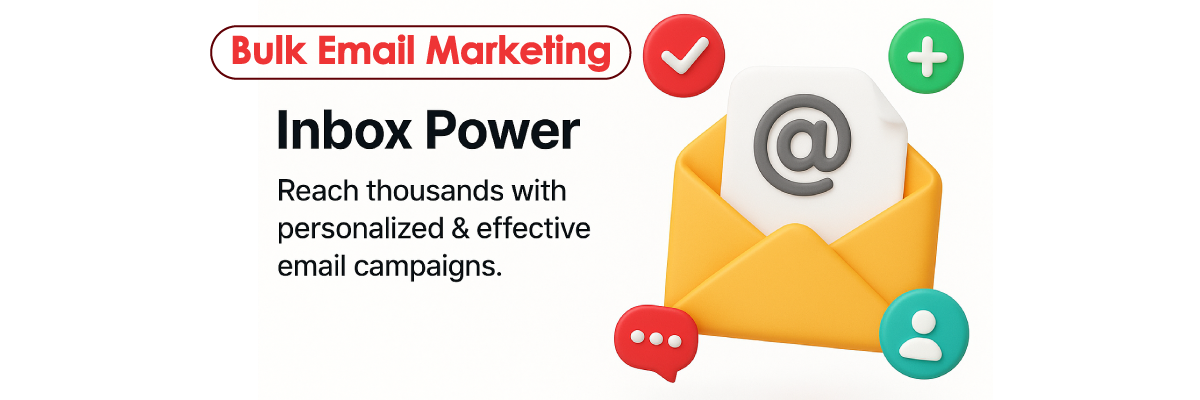 Bulk Email Marketing
Inbox Power
Reach thousands with
personalized & effective
email campaigns.
@